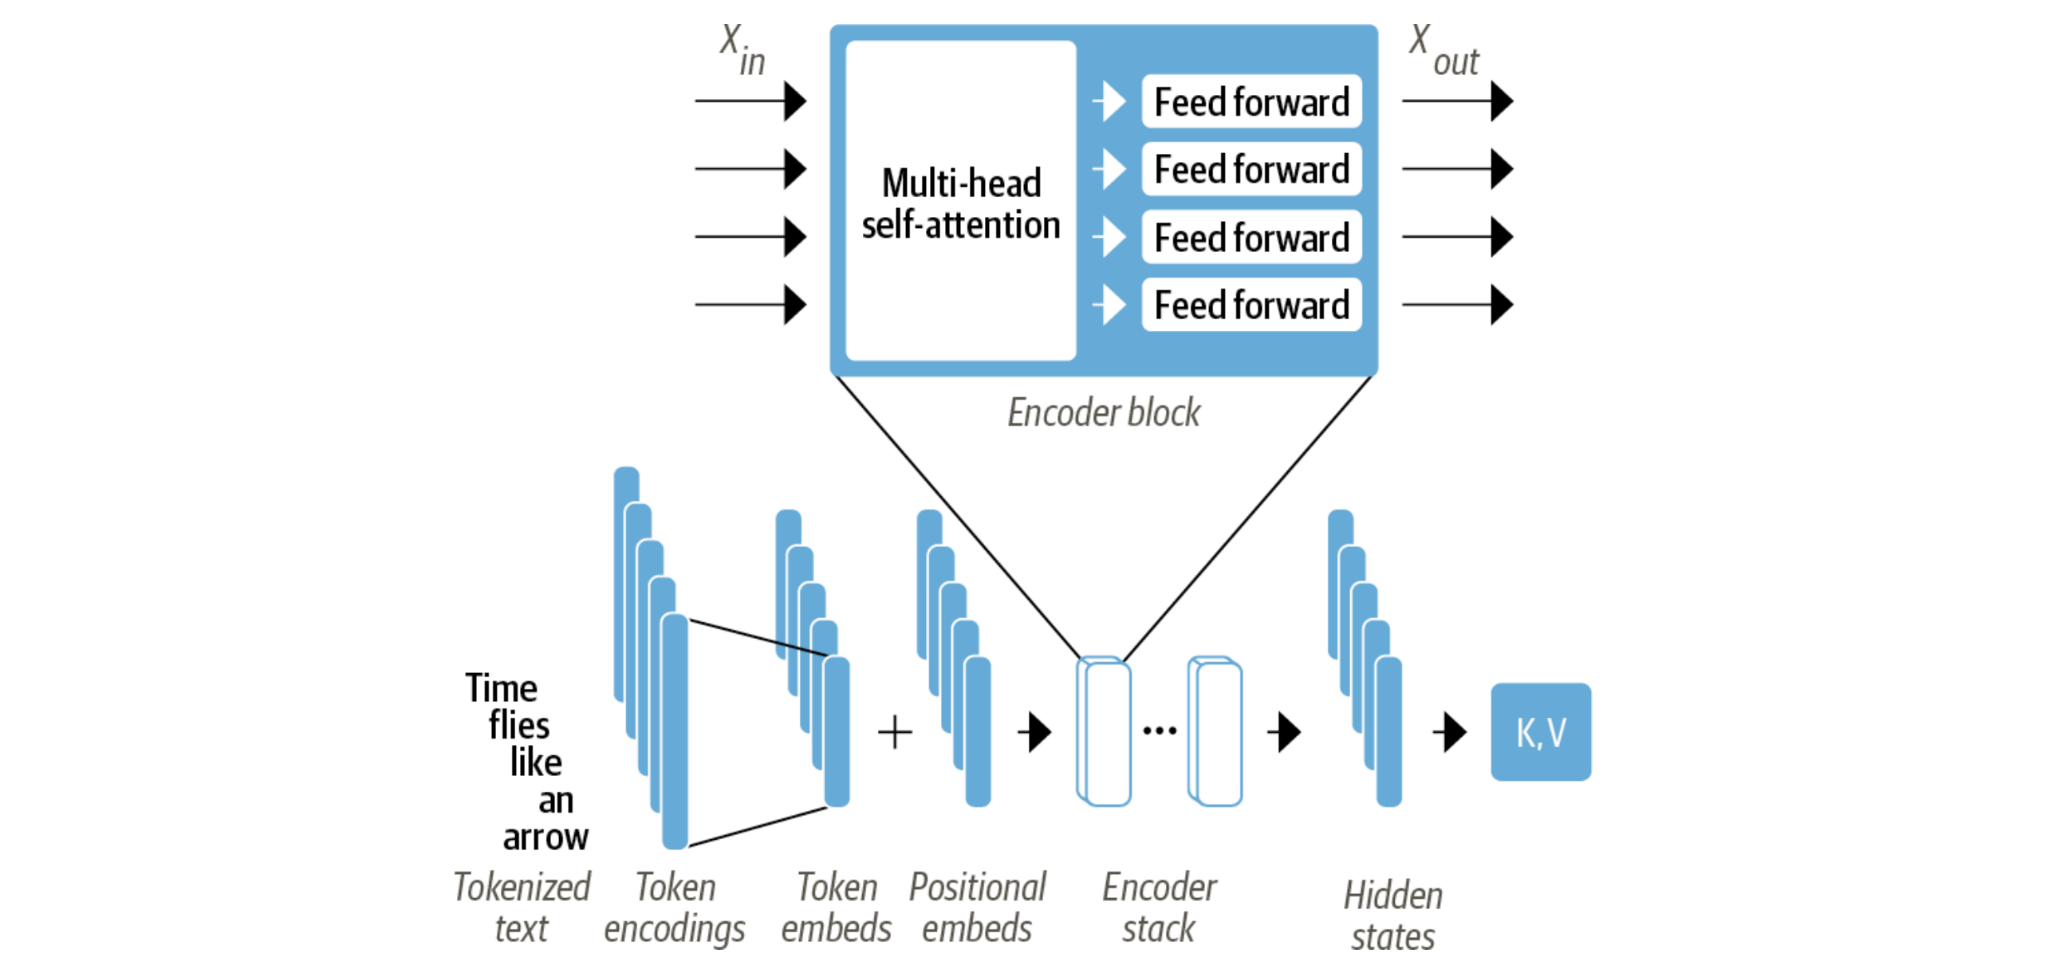 X in
X out
Multi-head
self-attention
Feed forward
Feed forward
Feed forward
Feed forward
Encoder block
Time
flies
like
an
arrow
+
...
K, V
Tokenized
text
Token
encodings
Token
embeds
Positional
embeds
Encoder
stack
Hidden
states